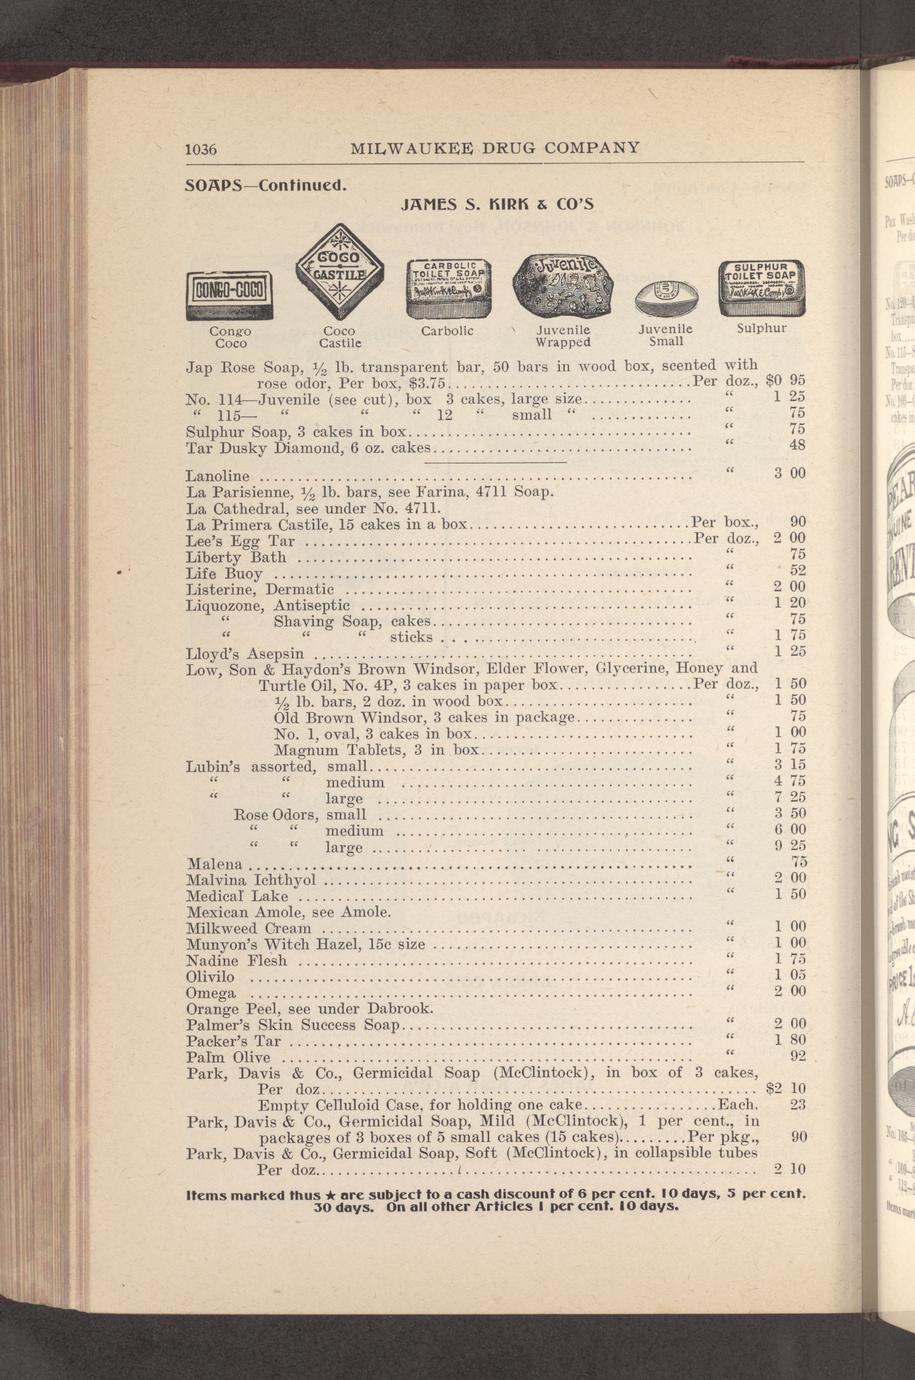 1036 MILWAUKEE DRUG COMPANY
SOAPS—Continued.
JAMES S. KIRK & CO'S
CONGO-COCO
COCO
CASTILE
CARBOLIC
TOILET SOAP
Juvenile
SULPHUR
TOILET SOAP
Congo
Coco
Coco
Castile
Carbolic
Juvenile
Wrapped
Juvenile
Small
Sulphur
Jap Rose Soap, ½ lb. transparent bar, 50 bars in wood box, scented with
rose odor, Per box, $3.75..............................Per doz., $0 95
No. 114—Juvenile (see cut), box 3 cakes, large size.............. “ 1 25
“ 115— “ “ “ 12 “ small “ ............. “ 75
Sulphur Soap, 3 cakes in box................................... “ 75
Tar Dusky Diamond, 6 oz. cakes................................ “ 48
Lanoline ...................................................... “ 3 00
La Parisienne, ½ lb. bars, see Farina, 4711 Soap.
La Cathedral, see under No. 4711.
La Primera Castile, 15 cakes in a box...........................Per box., 90
Lee's Egg Tar ................................................Per doz., 2 00
Liberty Bath ................................................. “ 75
Life Buoy .................................................... “ 52
Listerine, Dermatic ........................................... “ 2 00
Liquozone, Antiseptic ......................................... “ 1 20
“ Shaving Soap, cakes................................ “ 75
“ “ “ sticks ................................ “ 1 75
Lloyd's Asepsin ............................................... “ 1 25
Low, Son & Haydon's Brown Windsor, Elder Flower, Glycerine, Honey and
Turtle Oil, No. 4P, 3 cakes in paper box................Per doz., 1 50
½ lb. bars, 2 doz. in wood box....................... “ 1 50
Old Brown Windsor, 3 cakes in package.............. “ 75
No. 1, oval, 3 cakes in box........................... “ 1 00
Magnum Tablets, 3 in box.......................... “ 1 75
Lubin's assorted, small........................................ “ 3 15
“ “ medium .................................... “ 4 75
“ “ large ....................................... “ 7 25
Rose Odors, small ....................................... “ 3 50
“ “ medium ..................................... “ 6 00
“ “ large ........................................ “ 9 25
Malena ....................................................... “ 75
Malvina Ichthyol .............................................. “ 2 00
Medical Lake ................................................. “ 1 50
Mexican Amole, see Amole.
Milkweed Cream .............................................. “ 1 00
Munyon's Witch Hazel, 15c size ................................ “ 1 00
Nadine Flesh ................................................. “ 1 75
Olivilo ....................................................... “ 1 05
Omega ....................................................... “ 2 00
Orange Peel, see under Dabrook.
Palmer's Skin Success Soap.................................... “ 2 00
Packer's Tar .................................................. “ 1 80
Palm Olive ................................................... “ 92
Park, Davis & Co., Germicidal Soap (McClintock), in box of 3 cakes,
Per doz...................................................... $2 10
Empty Celluloid Case, for holding one cake................Each. 23
Park, Davis & Co., Germicidal Soap, Mild (McClintock), 1 per cent., in
packages of 3 boxes of 5 small cakes (15 cakes).........Per pkg., 90
Park, Davis & Co., Germicidal Soap, Soft (McClintock), in collapsible tubes
Per doz...................................................... 2 10
Items marked thus ★ are subject to a cash discount of 6 per cent. 10 days, 5 per cent.
30 days. On all other Articles 1 per cent. 10 days.